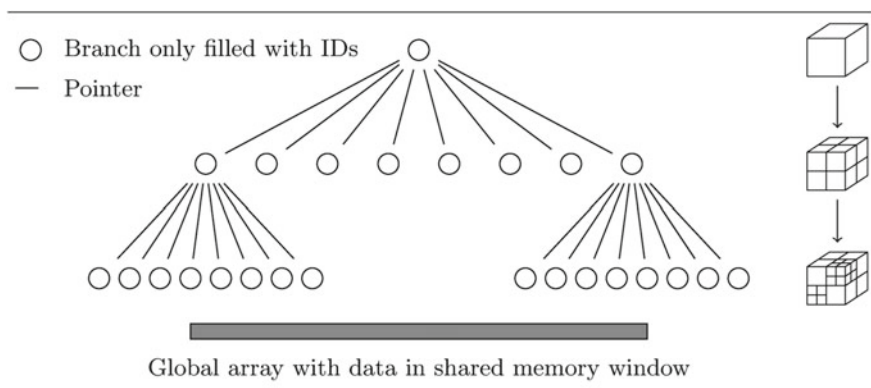 Branch only filled with IDs
Pointer
Global array with data in shared memory window